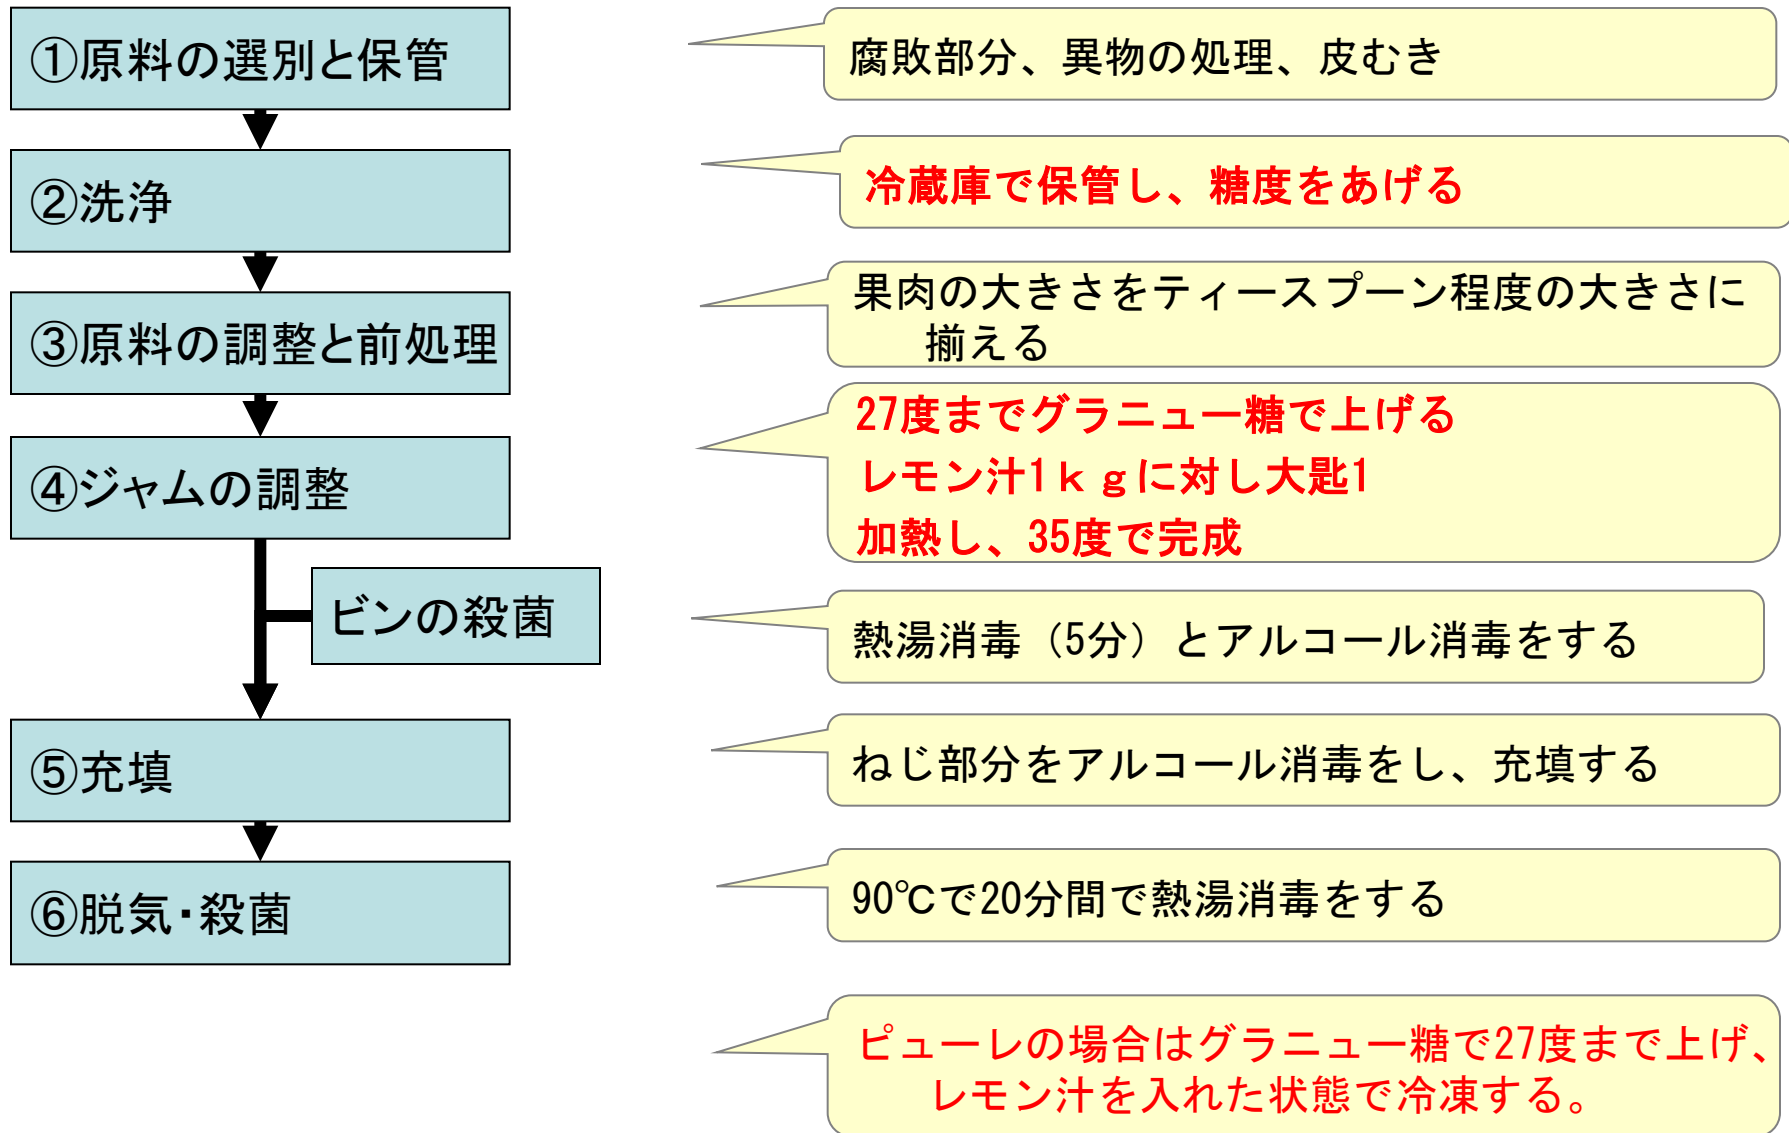 ①原料の選別と保管
腐敗部分、異物の処理、皮むき
②洗浄
冷蔵庫で保管し、糖度をあげる
③原料の調整と前処理
果肉の大きさをティースプーン程度の大きさに
揃える
④ジャムの調整
27度までグラニュー糖で上げる
レモン汁1ｋｇに対し大匙1
加熱し、35度で完成
ビンの殺菌
熱湯消毒（5分）とアルコール消毒をする
⑤充填
ねじ部分をアルコール消毒をし、充填する
⑥脱気・殺菌
90℃で20分間で熱湯消毒をする
ピューレの場合はグラニュー糖で27度まで上げ、
レモン汁を入れた状態で冷凍する。